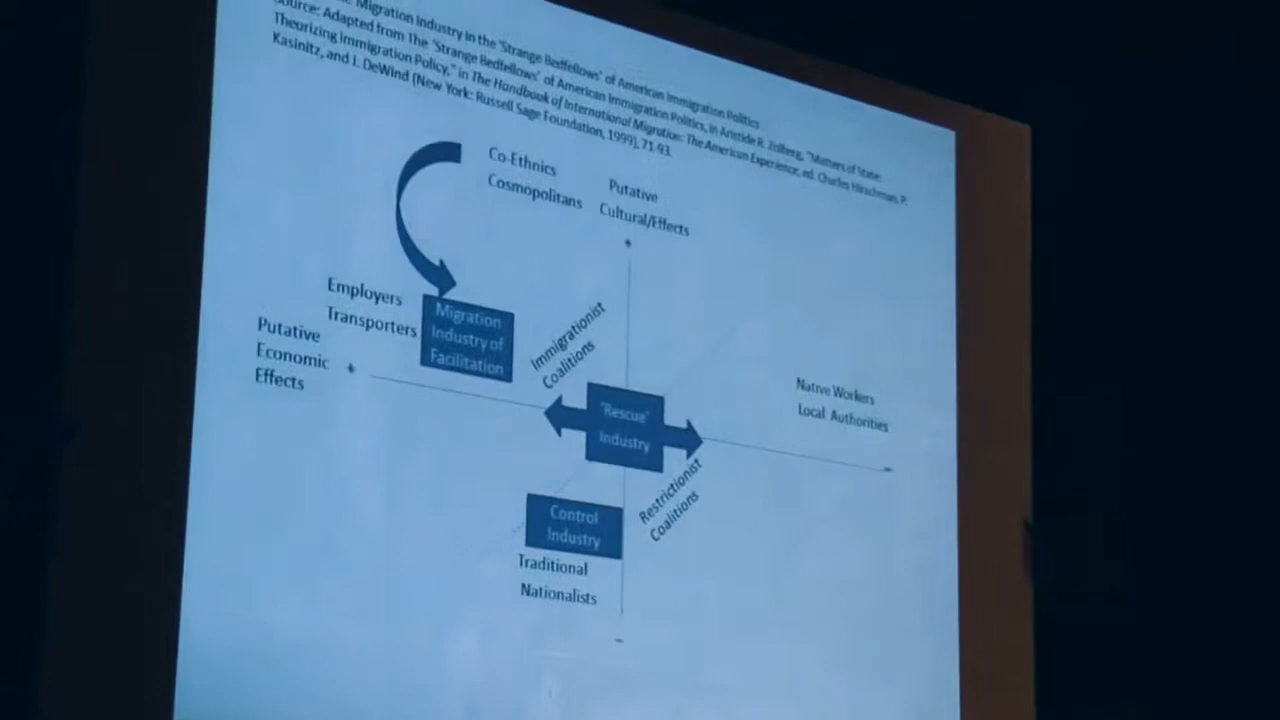 Migration Industry in the 'Strange Bedfellows' of American Immigration Politics
Source: Adapted from The 'Strange Bedfellows' of American Immigration Politics, in Aristide R. Zolberg, "Matters of State:
Theorizing Immigration Policy," in The Handbook of International Migration: The American Experience, ed. Charles Hirschman, P.
Kasinitz, and J. DeWind (New York: Russell Sage Foundation, 1999), 71-93.
Co-Ethnics
Cosmopolitans
Putative
Cultural/Effects
+
Employers
Transporters
Migration
Industry of
Facilitation
Immigrationist
Coalitions
Putative
Economic
Effects
+
Native Workers
Local Authorities
"Rescue"
Industry
-
Restrictionist
Coalitions
Control
Industry
Traditional
Nationalists
-